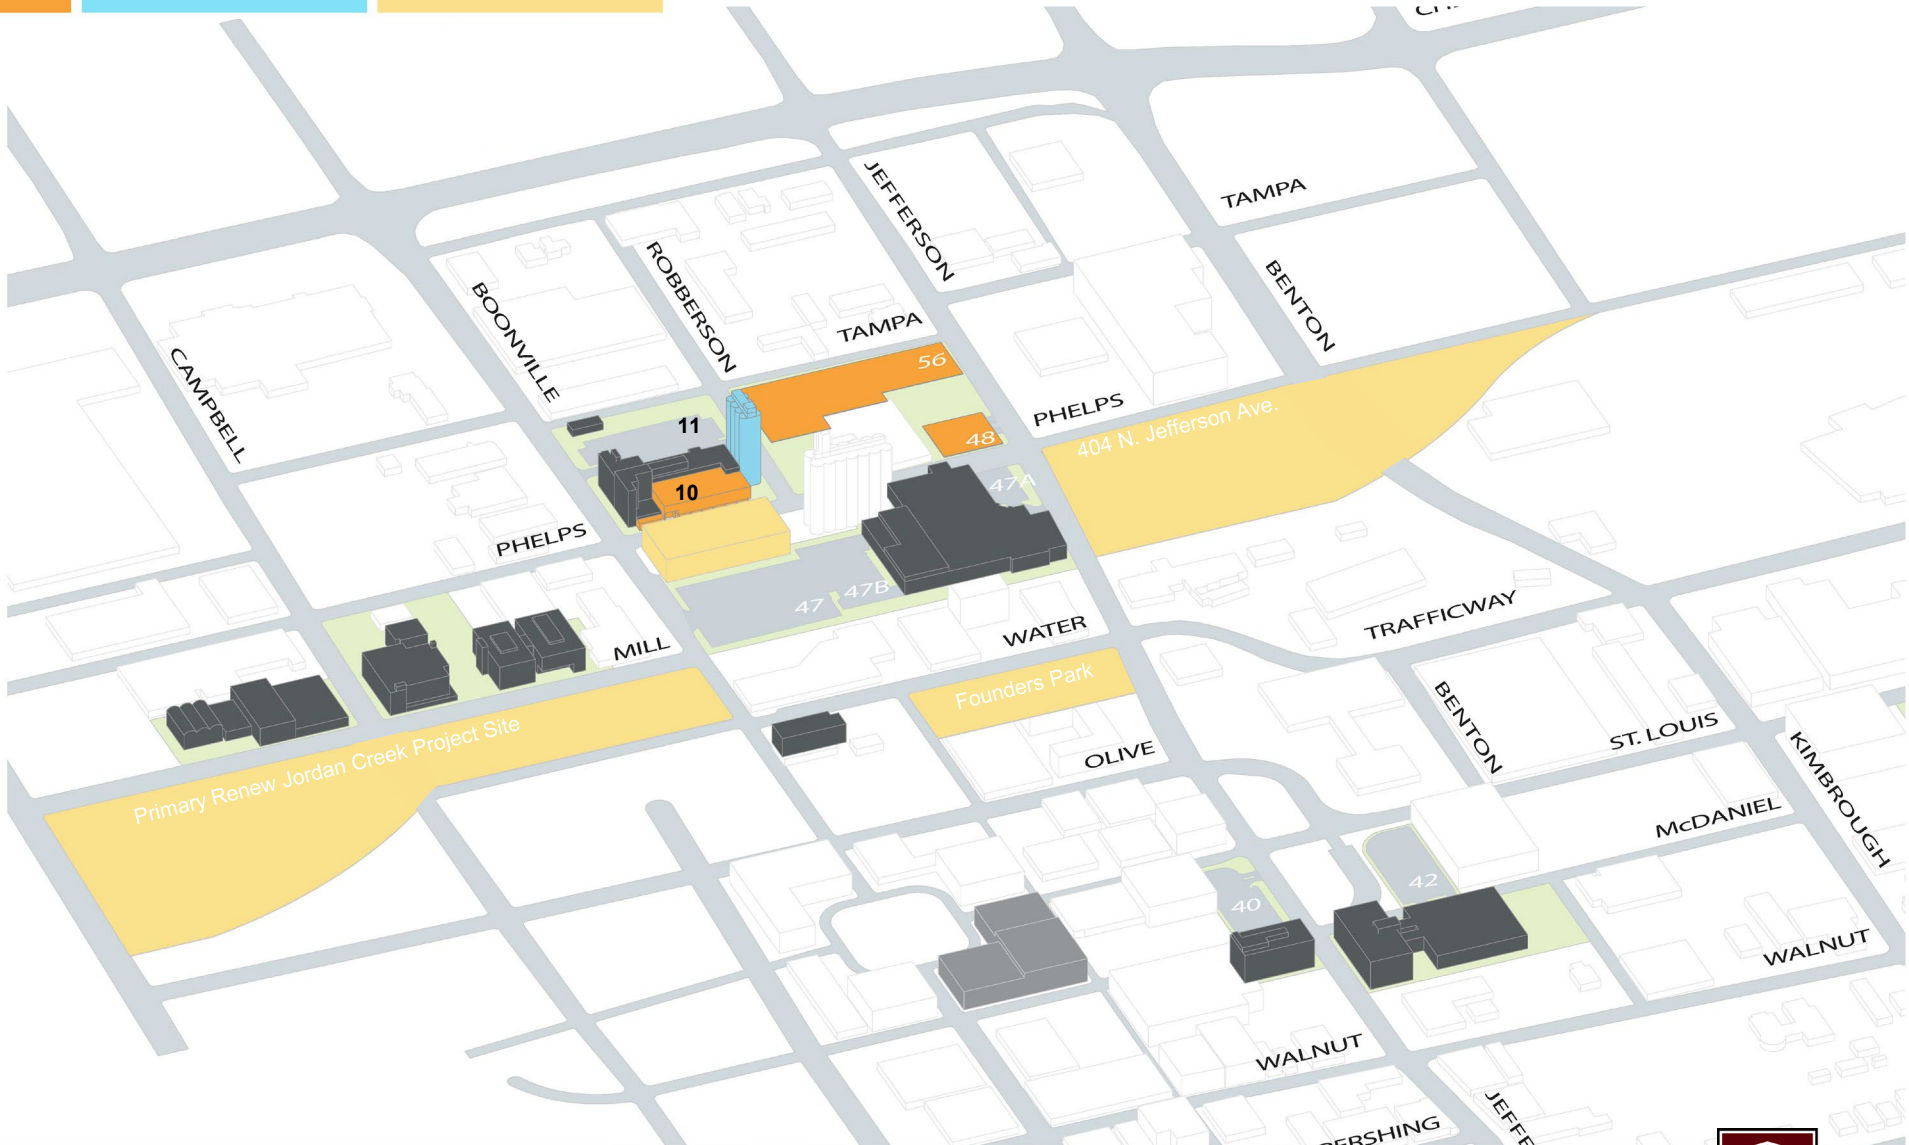 JEFFERSON
TAMPA
ROBBERSON
BENTON
BOONVILLE
TAMPA
CAMPBELL
56
PHELPS
404 N. Jefferson Ave.
11
48
47A
10
PHELPS
47B
47
TRAFFICWAY
WATER
MILL
Founders Park
BENTON
ST. LOUIS
Primary Renew Jordan Creek Project Site
OLIVE
KIMBROUGH
McDANIEL
42
40
WALNUT
WALNUT